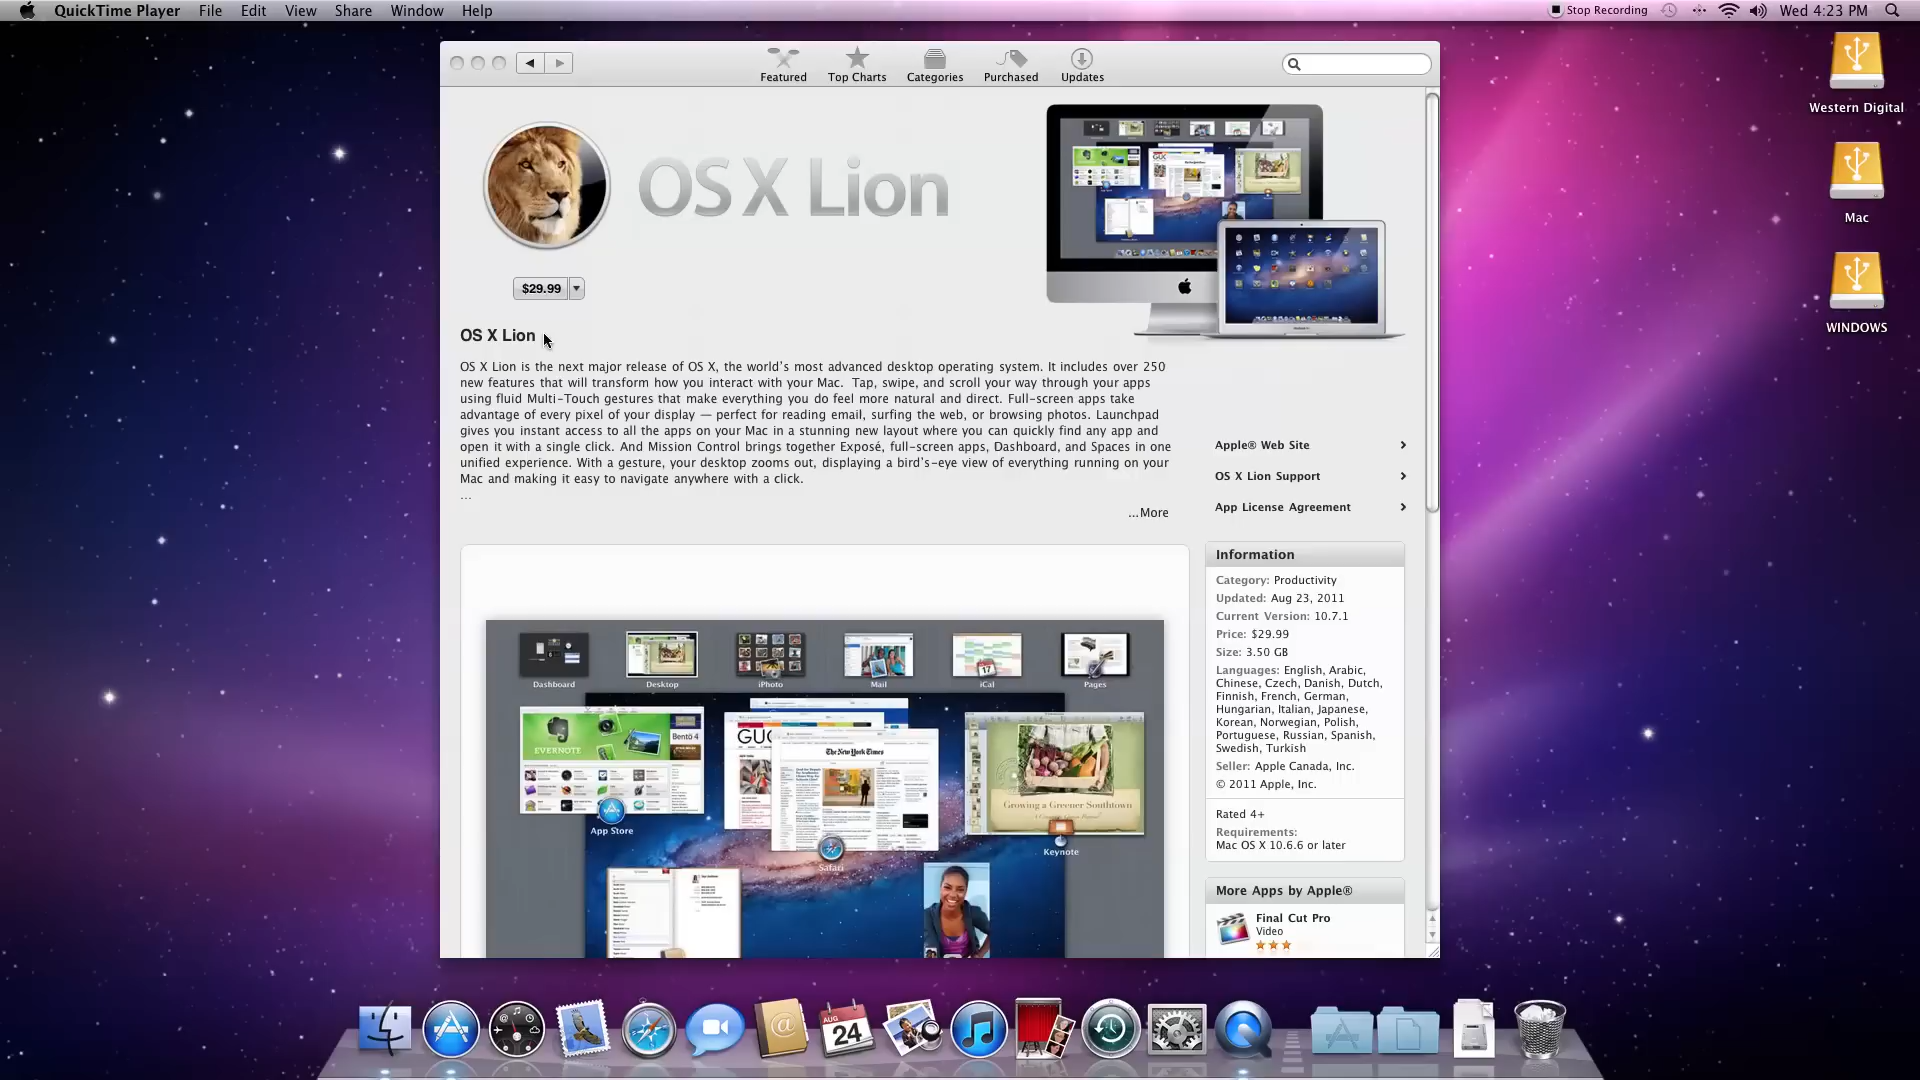 QuickTime Player File Edit View Share Window Help Stop Recording Wed 4:23 PM
Featured Top Charts Categories Purchased Updates
Western Digital
Mac
WINDOWS
OS X Lion
$29.99
OS X Lion
OS X Lion is the next major release of OS X, the world's most advanced desktop operating system. It includes over 250
new features that will transform how you interact with your Mac. Tap, swipe, and scroll your way through your apps
using fluid Multi-Touch gestures that make everything you do feel more natural and direct. Full-screen apps take
advantage of every pixel of your display — perfect for reading email, surfing the web, or browsing photos. Launchpad
gives you instant access to all the apps on your Mac in a stunning new layout where you can quickly find any app and
open it with a single click. And Mission Control brings together Exposé, full-screen apps, Dashboard, and Spaces in one
unified experience. With a gesture, your desktop zooms out, displaying a bird's-eye view of everything running on your
Mac and making it easy to navigate anywhere with a click.
...
...More
Apple® Web Site
OS X Lion Support
App License Agreement
Dashboard Desktop iPhoto Mail iCal Pages
EVERNOTE
Bento 4
GUC
The New York Times
Growing a Greener Southtown
App Store
Safari
Keynote
Information
Category: Productivity
Updated: Aug 23, 2011
Current Version: 10.7.1
Price: $29.99
Size: 3.50 GB
Languages: English, Arabic,
Chinese, Czech, Danish, Dutch,
Finnish, French, German,
Hungarian, Italian, Japanese,
Korean, Norwegian, Polish,
Portuguese, Russian, Spanish,
Swedish, Turkish
Seller: Apple Canada, Inc.
© 2011 Apple, Inc.
Rated 4+
Requirements:
Mac OS X 10.6.6 or later
More Apps by Apple®
Final Cut Pro
Video
AUG
24
17